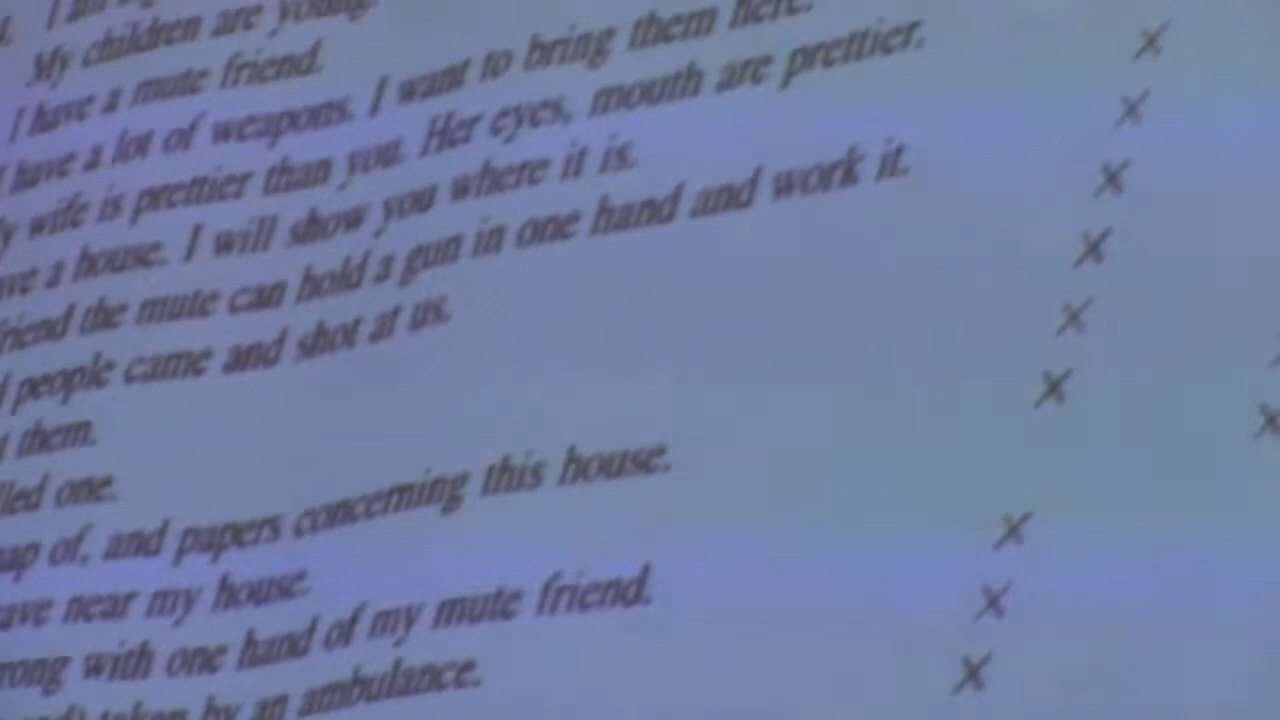 My children are young.
I have a mute friend.
I have a lot of weapons. I want to bring them here.
wife is prettier than you. Her eyes, mouth are prettier.
a house. I will show you where it is.
friend the mute can hold a gun in one hand and work it.
people came and shot at us.
them.
one.
of, and papers concerning this house.
near my house.
with one hand of my mute friend.
taken by an ambulance.
X
X
X
X
X
X
X
X
X
X